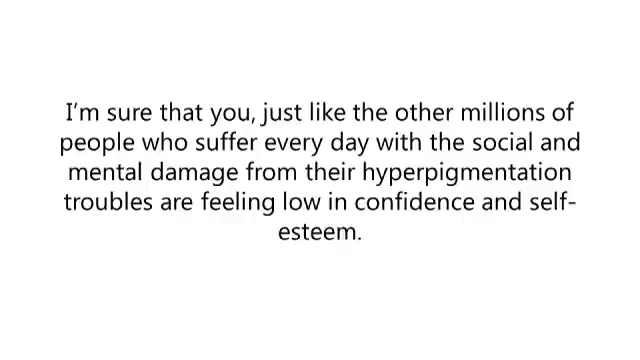 I’m sure that you, just like the other millions of
people who suffer every day with the social and
mental damage from their hyperpigmentation
troubles are feeling low in confidence and self-
esteem.